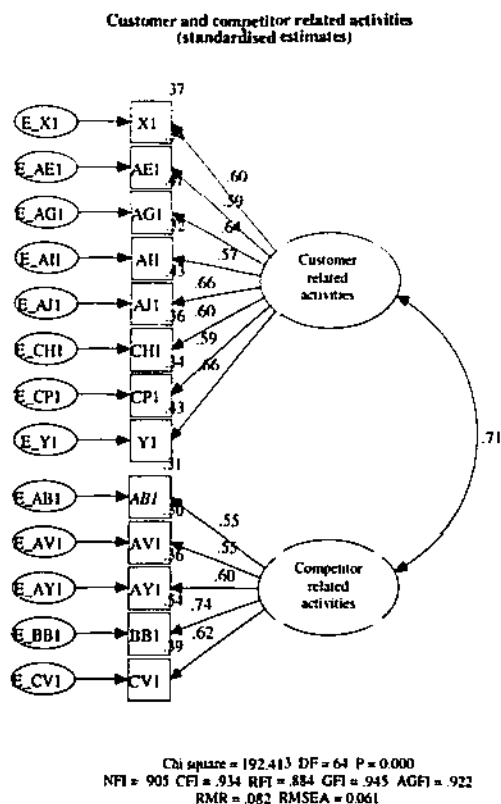 Customer and competitor related activities
(standardised estimates)
.37
E_X1 X1
.60
E_AE1 AE1
.59
.47
E_AG1 AG1
.64
E_AI1 AI1
.57
.43
E_AJ1 AJ1
.66
.36
E_CH1 CH1
.60
.34
E_CP1 CP1
.59
.43
E_Y1 Y1
.66
Customer
related
activities
.71
.31
E_AB1 AB1
.55
.30
E_AV1 AV1
.55
.36
E_AY1 AY1
.60
.54
E_BB1 BB1
.74
.39
E_CV1 CV1
.62
Competitor
related
activities
Chi square = 192.413 DF = 64 P = 0.000
NFI = .905 CFI = .934 RFI = .884 GFI = .945 AGFI = .922
RMR = .082 RMSEA = 0.061